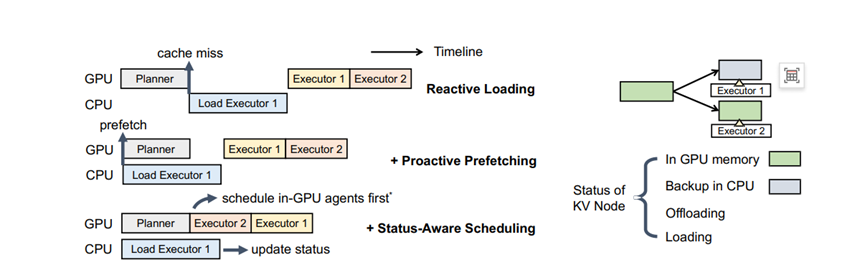 cache miss
Timeline
GPU Planner Executor 1 Executor 2
Reactive Loading
CPU Load Executor 1
prefetch
GPU Planner Executor 1 Executor 2
+ Proactive Prefetching
CPU Load Executor 1
schedule in-GPU agents first*
+ Status-Aware Scheduling
GPU Planner Executor 2 Executor 1
CPU Load Executor 1 update status
Executor 1
Executor 2
Status of
KV Node
In GPU memory
Backup in CPU
Offloading
Loading